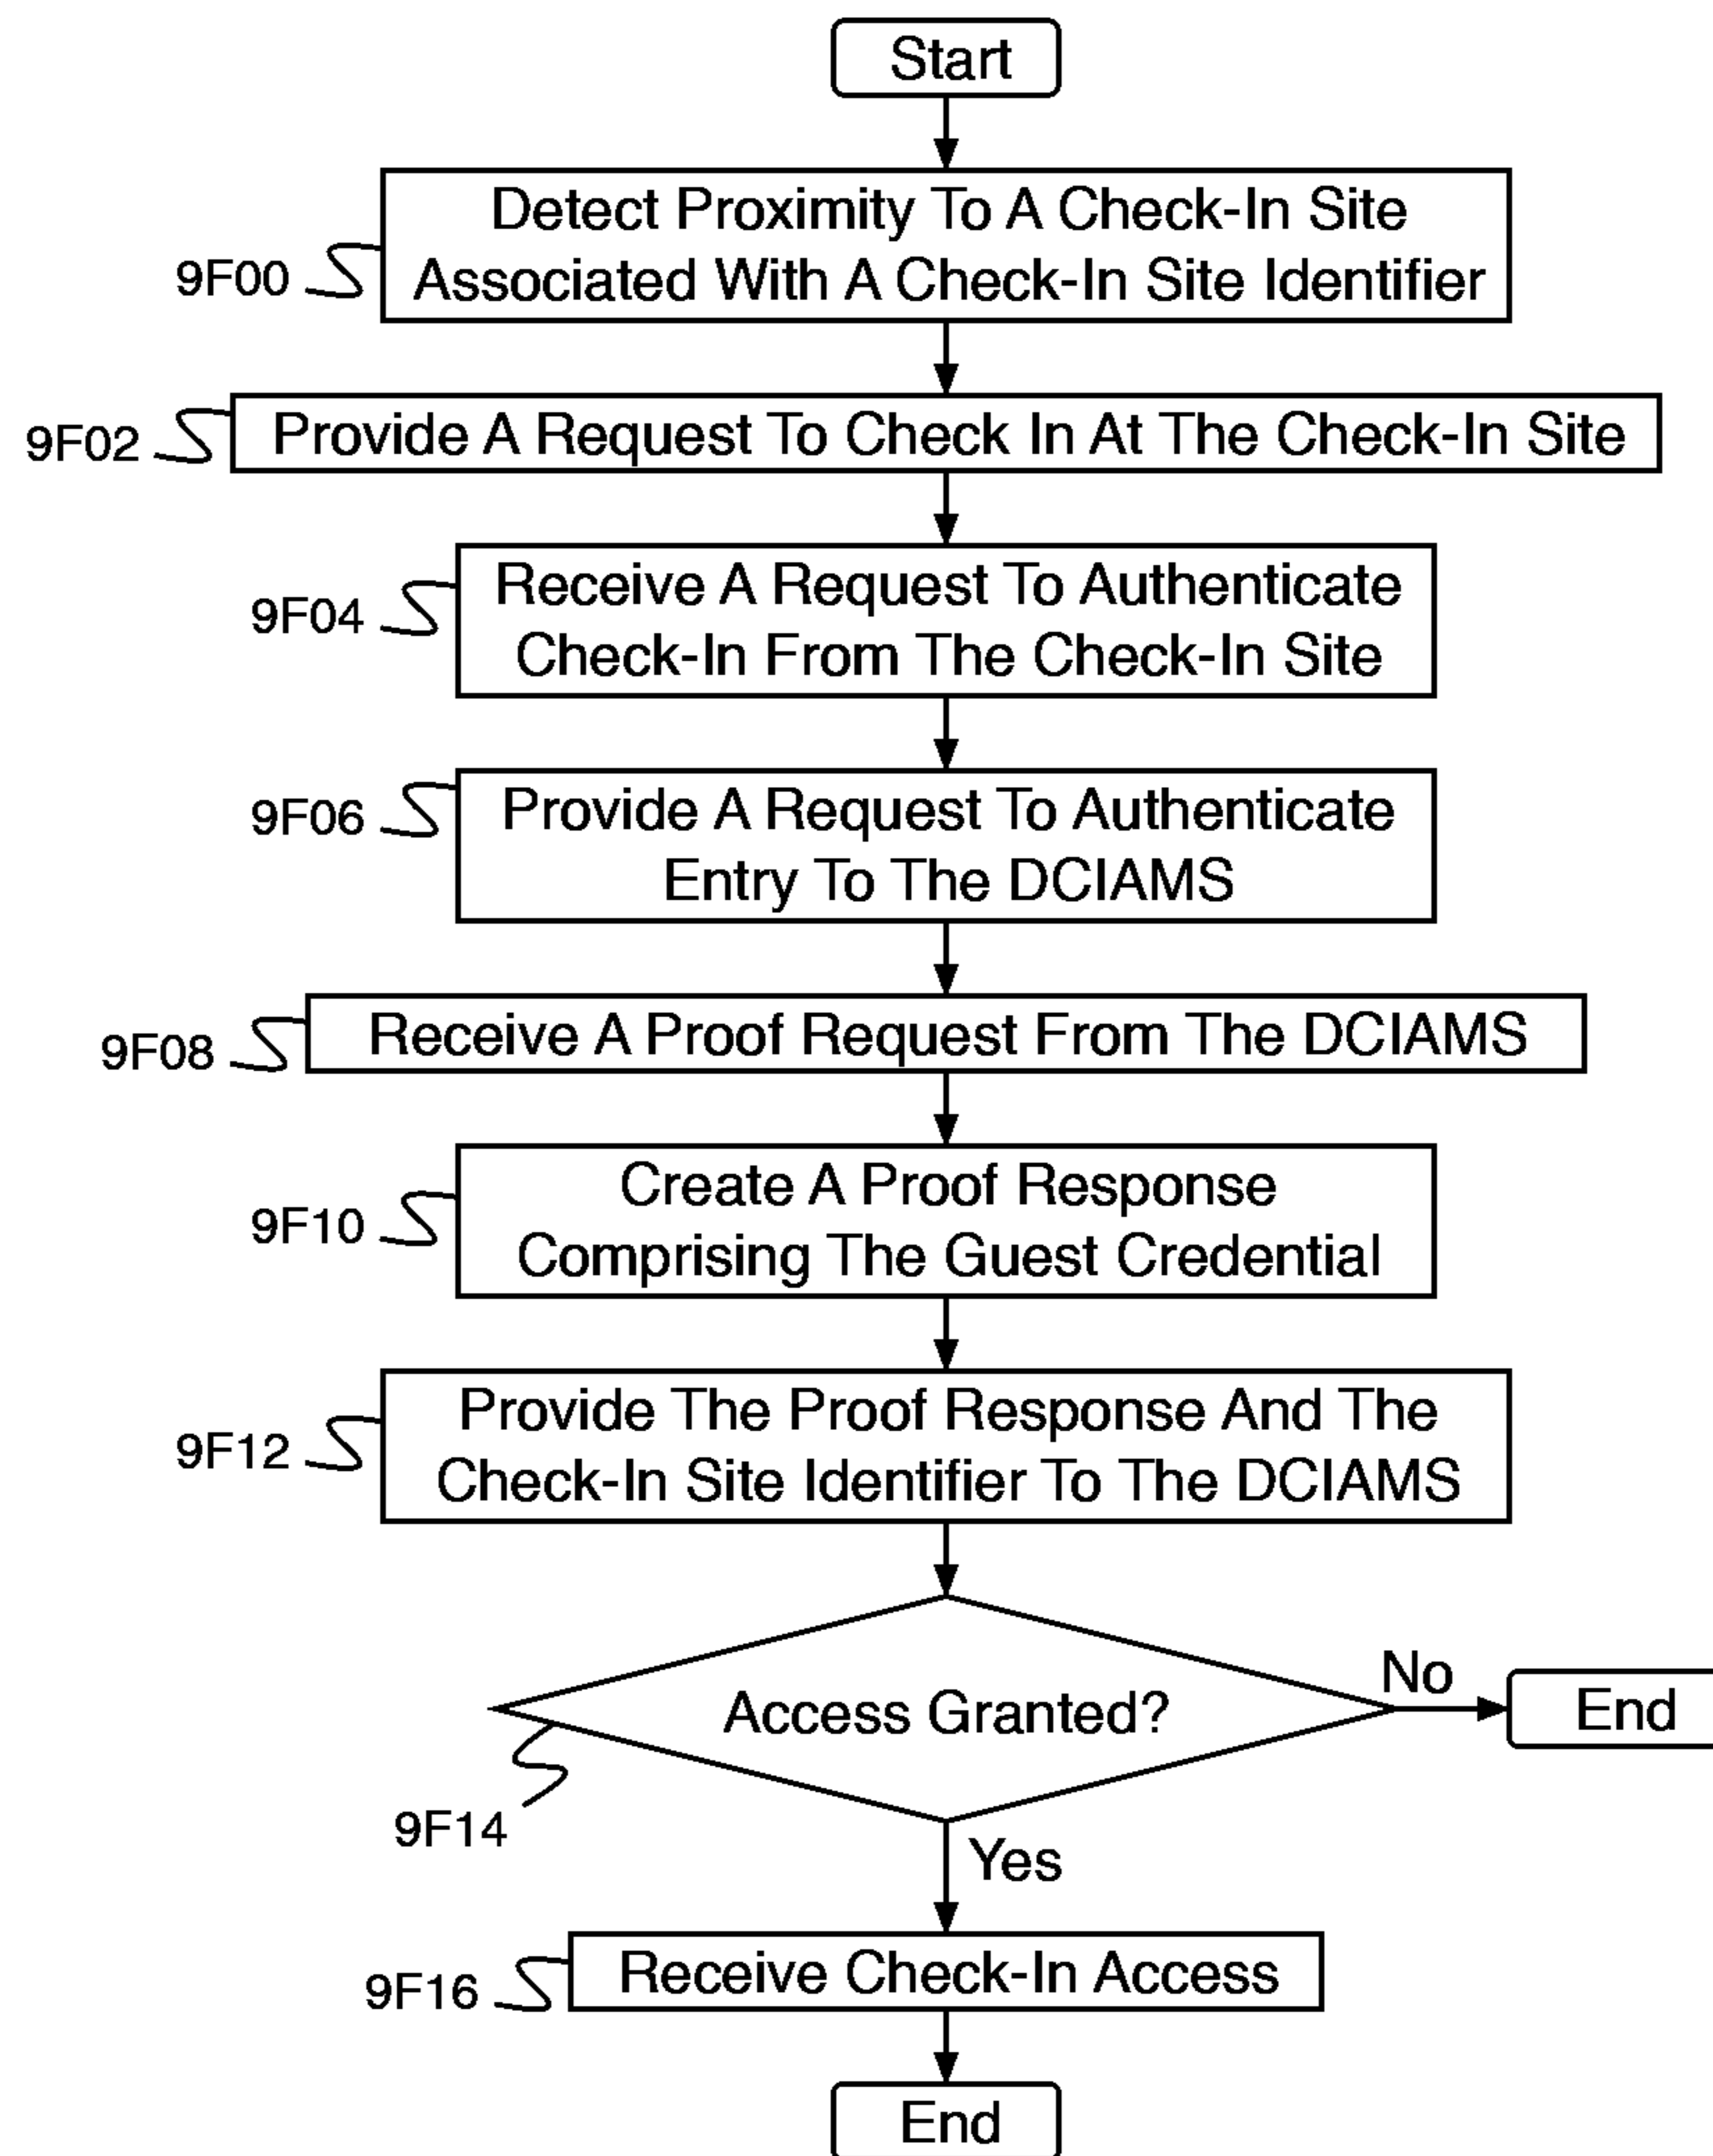 Start
Detect Proximity To A Check-In Site
Associated With A Check-In Site Identifier
9F00
Provide A Request To Check In At The Check-In Site
9F02
Receive A Request To Authenticate
Check-In From The Check-In Site
9F04
Provide A Request To Authenticate
Entry To The DCIAMS
9F06
Receive A Proof Request From The DCIAMS
9F08
Create A Proof Response
Comprising The Guest Credential
9F10
Provide The Proof Response And The
Check-In Site Identifier To The DCIAMS
9F12
Access Granted?
No
End
9F14
Yes
Receive Check-In Access
9F16
End